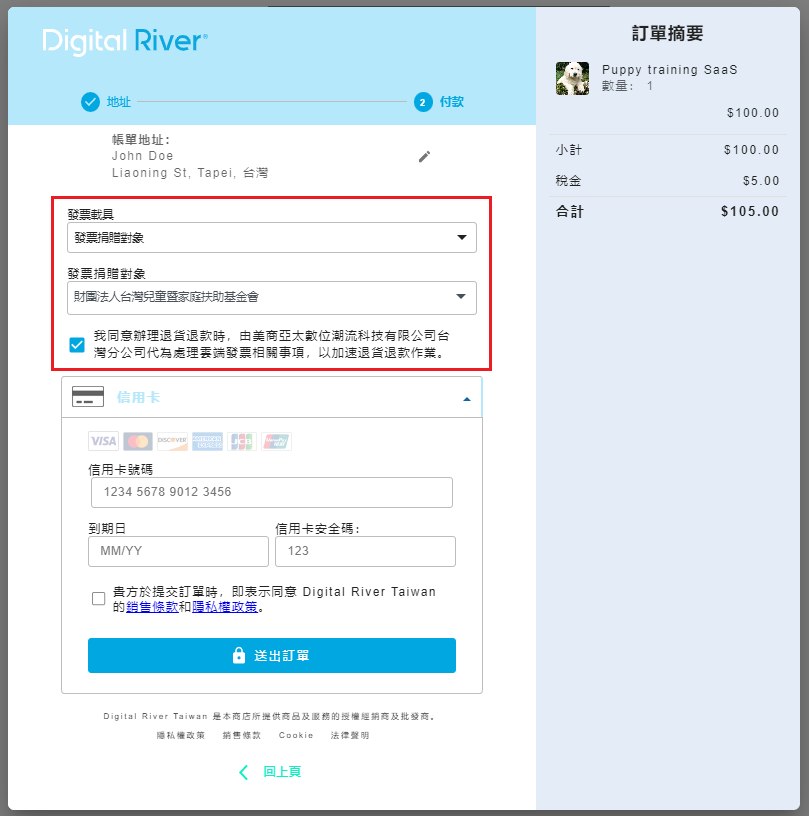 Digital River®
地址
2 付款
帳單地址：
John Doe
Liaoning St, Tapei, 台灣
發票載具
發票捐贈對象
發票捐贈對象
財團法人台灣兒童暨家庭扶助基金會
我同意辦理退貨退款時，由美商亞太數位潮流科技有限公司台
灣分公司代為處理雲端發票相關事項，以加速退貨退款作業。
信用卡
VISA DISCOVER AMERICAN EXPRESS JCB
信用卡號碼
1234 5678 9012 3456
到期日 信用卡安全碼：
MM/YY 123
貴方於提交訂單時，即表示同意 Digital River Taiwan
的銷售條款和隱私權政策。
送出訂單
Digital River Taiwan 是本商店所提供商品及服務的授權經銷商及批發商。
隱私權政策 銷售條款 Cookie 法律聲明
回上頁
訂單摘要
Puppy training SaaS
數量： 1
$100.00
小計 $100.00
稅金 $5.00
合計 $105.00